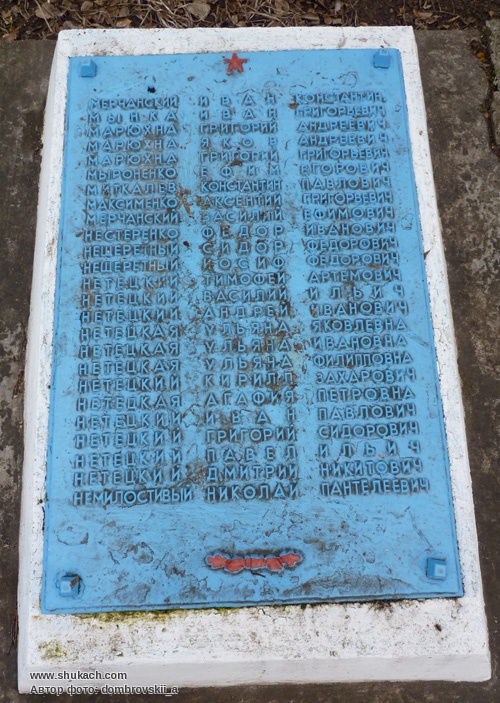 МЕРЧАНСКИЙ ИВАН КОНСТАНТИН.
МЫНКА ИВАН ГРИГОРЬЕВИЧ
МАРЮХНА ГРИГОРИЙ АНДРЕЕВИЧ
МАРЮХНА ЯКОВ АНДРЕЕВИЧ
МАРЮХНА ГРИГОРИЙ ГРИГОРЬЕВИЧ
МЫРОНЕНКО ЕФИМ ЕГОРОВИЧ
МИТКАЛЕВ КОНСТАНТИН ПАВЛОВИЧ
МАКСИМЕНКО АКСЕНТИЙ ГРИГОРЬЕВИЧ
МЕРЧАНСКИЙ ВАСИЛИЙ ЕФИМОВИЧ
НЕСТЕРЕНКО ФЕДОР ИВАНОВИЧ
НЕЩЕРЕТНЫЙ СИДОР ФЕДОРОВИЧ
НЕЩЕРЕТНЫЙ ИОСИФ ФЕДОРОВИЧ
НЕТЕЦКИЙ ТИМОФЕЙ АРТЕМОВИЧ
НЕТЕЦКИЙ ВАСИЛИЙ ИЛЬИЧ
НЕТЕЦКИЙ АНДРЕЙ ИВАНОВИЧ
НЕТЕЦКАЯ УЛЬЯНА ЯКОВЛЕВНА
НЕТЕЦКАЯ УЛЬЯНА ИВАНОВНА
НЕТЕЦКАЯ УЛЬЯНА ФИЛИППОВНА
НЕТЕЦКИЙ КИРИЛЛ ЗАХАРОВИЧ
НЕТЕЦКАЯ АГАФИЯ ПЕТРОВНА
НЕТЕЦКИЙ ИВАН ПАВЛОВИЧ
НЕТЕЦКИЙ ГРИГОРИЙ СИДОРОВИЧ
НЕТЕЦКИЙ ПАВЕЛ ИЛЬИЧ
НЕТЕЦКИЙ ДМИТРИЙ НИКИТОВИЧ
НЕМИЛОСТИВЫЙ НИКОЛАЙ ПАНТЕЛЕЕВИЧ
www.shukach.com
Автор фото: dombrovskii_a